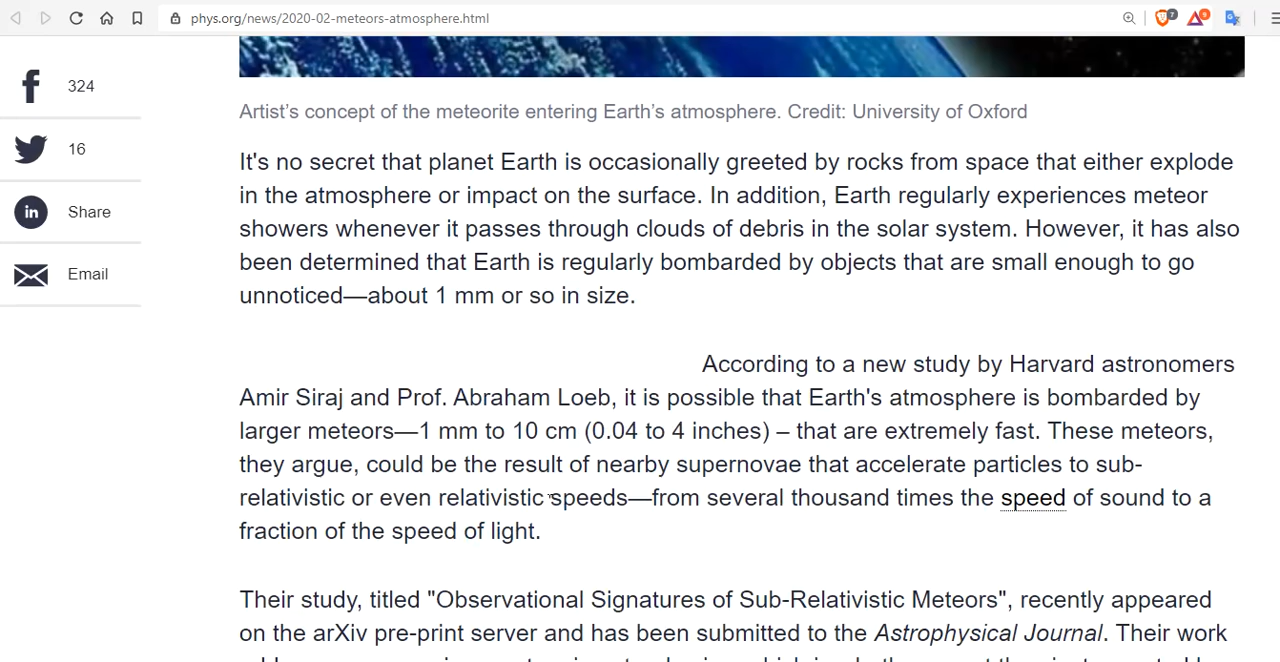 phys.org/news/2020-02-meteors-atmosphere.html
324
16
Share
Email
Artist’s concept of the meteorite entering Earth’s atmosphere. Credit: University of Oxford
It's no secret that planet Earth is occasionally greeted by rocks from space that either explode
in the atmosphere or impact on the surface. In addition, Earth regularly experiences meteor
showers whenever it passes through clouds of debris in the solar system. However, it has also
been determined that Earth is regularly bombarded by objects that are small enough to go
unnoticed—about 1 mm or so in size.
According to a new study by Harvard astronomers
Amir Siraj and Prof. Abraham Loeb, it is possible that Earth's atmosphere is bombarded by
larger meteors—1 mm to 10 cm (0.04 to 4 inches) – that are extremely fast. These meteors,
they argue, could be the result of nearby supernovae that accelerate particles to sub-
relativistic or even relativistic speeds—from several thousand times the speed of sound to a
fraction of the speed of light.
Their study, titled "Observational Signatures of Sub-Relativistic Meteors", recently appeared
on the arXiv pre-print server and has been submitted to the Astrophysical Journal. Their work